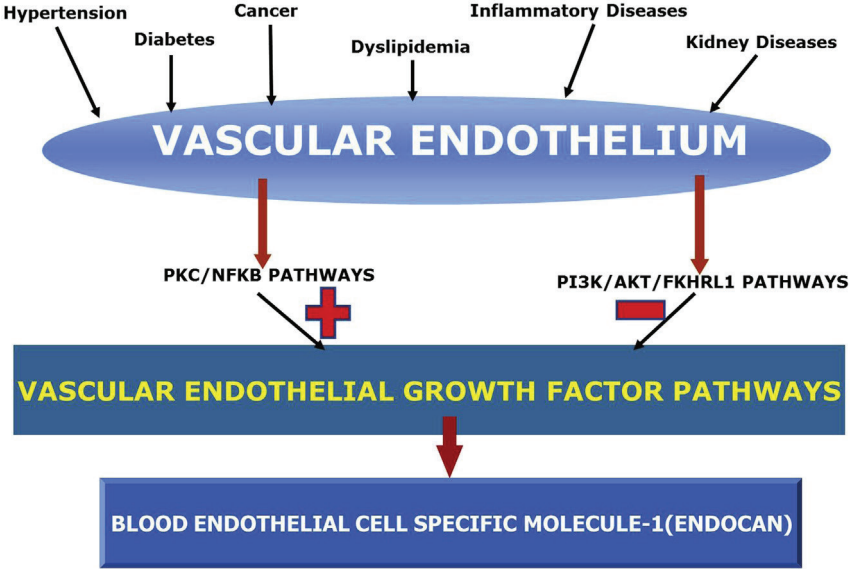 Hypertension
Diabetes
Cancer
Dyslipidemia
Inflammatory Diseases
Kidney Diseases
VASCULAR ENDOTHELIUM
PKC/NFKB PATHWAYS
PI3K/AKT/FKHRL1 PATHWAYS
VASCULAR ENDOTHELIAL GROWTH FACTOR PATHWAYS
BLOOD ENDOTHELIAL CELL SPECIFIC MOLECULE-1(ENDOCAN)